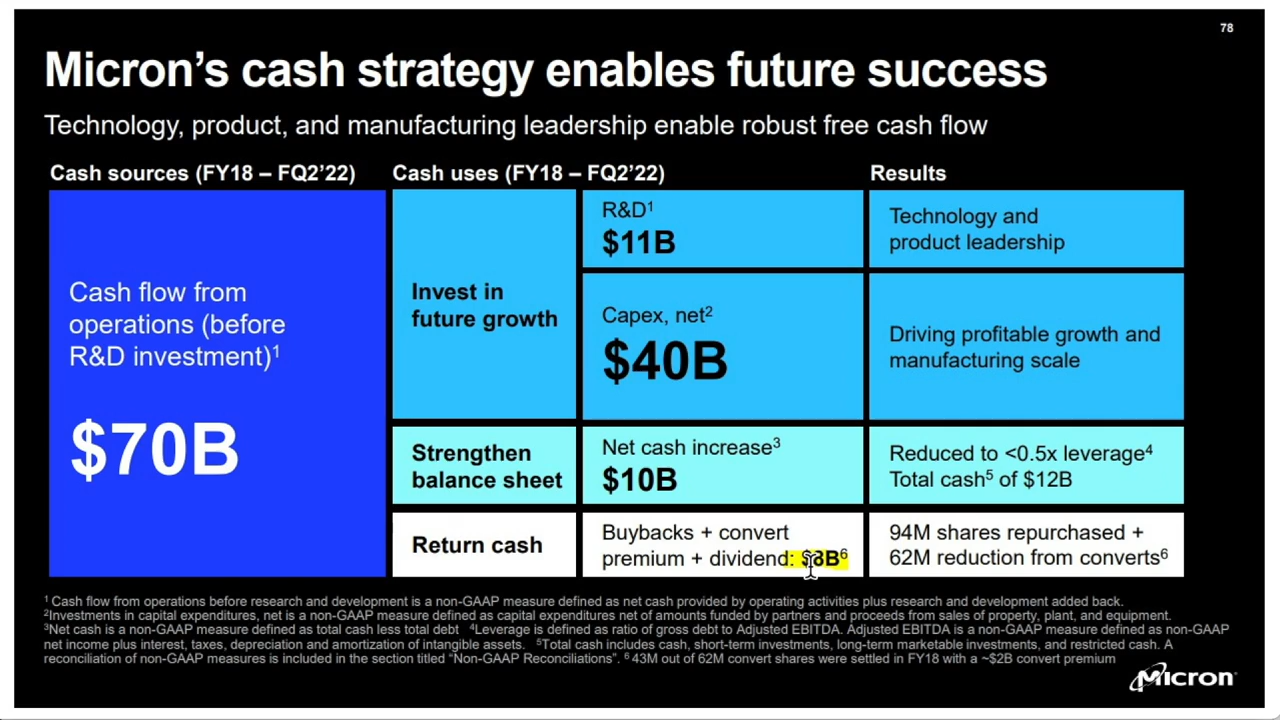 78
Micron’s cash strategy enables future success
Technology, product, and manufacturing leadership enable robust free cash flow
Cash sources (FY18 – FQ2’22)
Cash flow from
operations (before
R&D investment)¹
$70B
Cash uses (FY18 – FQ2’22)
Invest in
future growth
R&D¹
$11B
Capex, net²
$40B
Strengthen
balance sheet
Net cash increase³
$10B
Return cash
Buybacks + convert
premium + dividend: $8B⁶
Results
Technology and
product leadership
Driving profitable growth and
manufacturing scale
Reduced to <0.5x leverage⁴
Total cash⁵ of $12B
94M shares repurchased +
62M reduction from converts⁶
¹ Cash flow from operations before research and development is a non-GAAP measure defined as net cash provided by operating activities plus research and development added back.
²Investments in capital expenditures, net is a non-GAAP measure defined as capital expenditures net of amounts funded by partners and proceeds from sales of property, plant, and equipment.
³Net cash is a non-GAAP measure defined as total cash less total debt ⁴Leverage is defined as ratio of gross debt to Adjusted EBITDA. Adjusted EBITDA is a non-GAAP measure defined as non-GAAP
net income plus interest, taxes, depreciation and amortization of intangible assets. ⁵Total cash includes cash, short-term investments, long-term marketable investments, and restricted cash. A
reconciliation of non-GAAP measures is included in the section titled “Non-GAAP Reconciliations”. ⁶ 43M out of 62M convert shares were settled in FY18 with a ~$2B convert premium
Micron